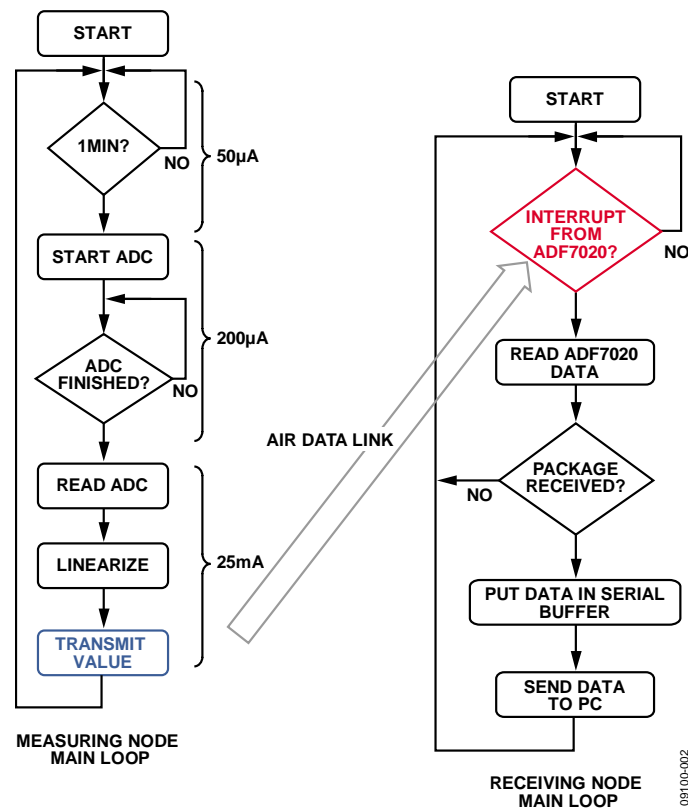 START
1MIN?
NO
50µA
START ADC
200µA
ADC
FINISHED?
NO
READ ADC
LINEARIZE
25mA
TRANSMIT
VALUE
MEASURING NODE
MAIN LOOP
AIR DATA LINK
START
INTERRUPT
FROM
ADF7020?
NO
READ ADF7020
DATA
PACKAGE
RECEIVED?
NO
PUT DATA IN SERIAL
BUFFER
SEND DATA
TO PC
RECEIVING NODE
MAIN LOOP
09100-002